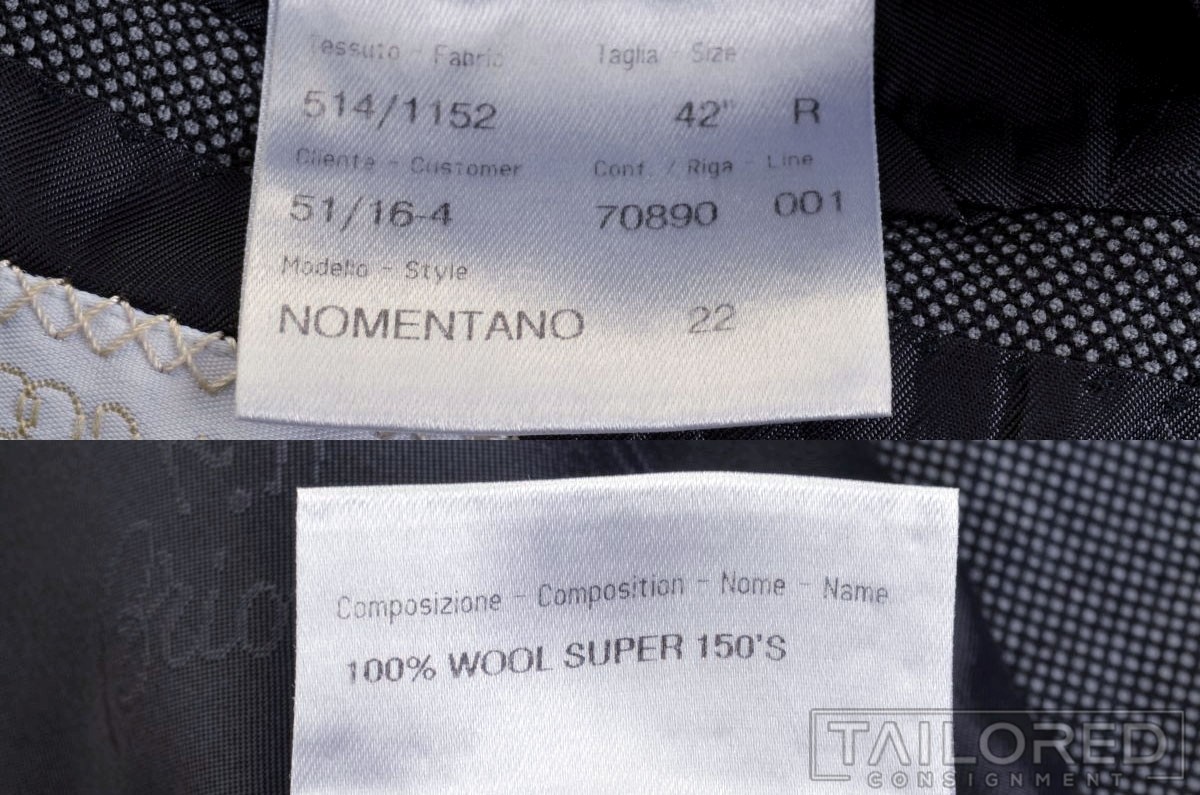 Tessuto - Fabric Taglia - Size
514/1152 42" R
Cliente - Customer Conf. / Riga - Line
51/16-4 70890 001
Modello - Style
NOMENTANO 22
Composizione - Composition - Nome - Name
100% WOOL SUPER 150'S
TAILORED
CONSIGNMENT